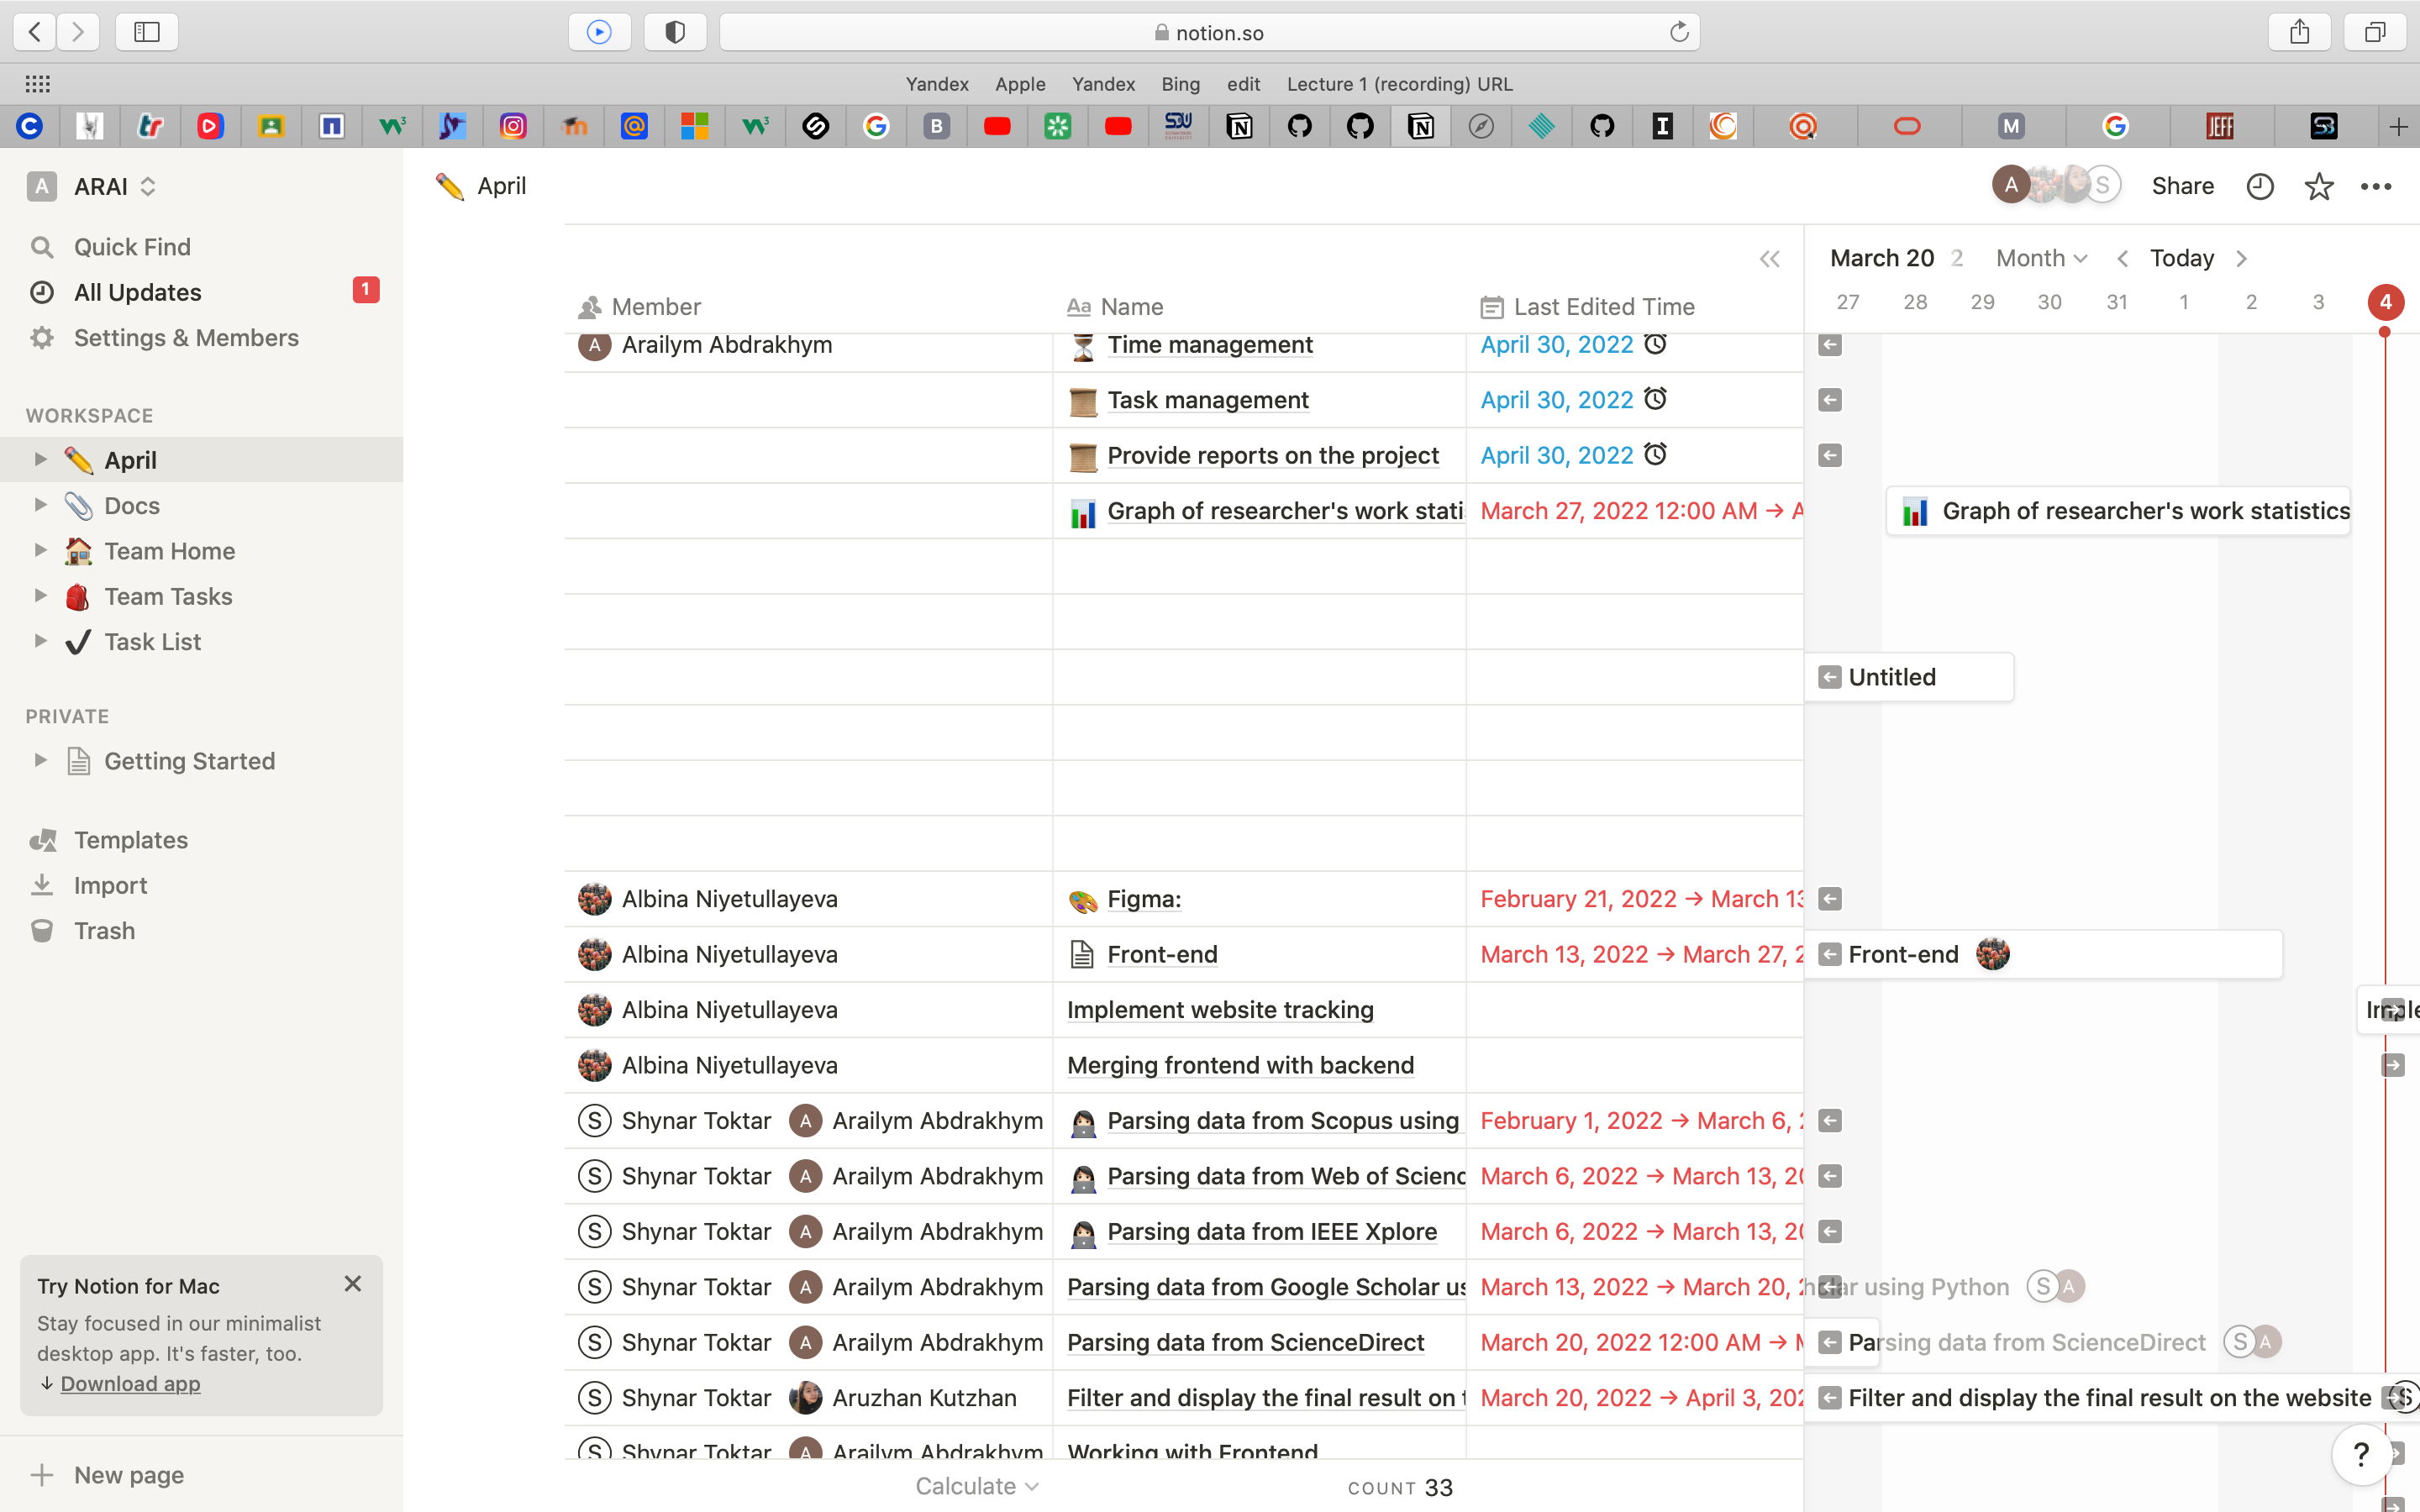 notion.so
Yandex Apple Yandex Bing edit Lecture 1 (recording) URL
A ARAI
April
A S Share
Quick Find
All Updates 1
Settings & Members
WORKSPACE
April
Docs
Team Home
Team Tasks
Task List
PRIVATE
Getting Started
Templates
Import
Trash
Try Notion for Mac
Stay focused in our minimalist
desktop app. It's faster, too.
Download app
New page
March 20 2 Month Today
Member Aa Name Last Edited Time 27 28 29 30 31 1 2 3 4
A Arailym Abdrakhym Time management April 30, 2022
Task management April 30, 2022
Provide reports on the project April 30, 2022
Graph of researcher's work stati March 27, 2022 12:00 AM → A Graph of researcher's work statistics
Untitled
Albina Niyetullayeva Figma: February 21, 2022 → March 13
Albina Niyetullayeva Front-end March 13, 2022 → March 27, 2 Front-end
Albina Niyetullayeva Implement website tracking Imple
Albina Niyetullayeva Merging frontend with backend
S Shynar Toktar A Arailym Abdrakhym Parsing data from Scopus using February 1, 2022 → March 6, 2
S Shynar Toktar A Arailym Abdrakhym Parsing data from Web of Scienc March 6, 2022 → March 13, 20
S Shynar Toktar A Arailym Abdrakhym Parsing data from IEEE Xplore March 6, 2022 → March 13, 20
S Shynar Toktar A Arailym Abdrakhym Parsing data from Google Scholar us March 13, 2022 → March 20, 2 holar using Python S A
S Shynar Toktar A Arailym Abdrakhym Parsing data from ScienceDirect March 20, 2022 12:00 AM → M Parsing data from ScienceDirect S A
S Shynar Toktar Aruzhan Kutzhan Filter and display the final result on t March 20, 2022 → April 3, 202 Filter and display the final result on the website S
S Shynar Toktar A Arailym Abdrakhym Working with Frontend
Calculate COUNT 33
?